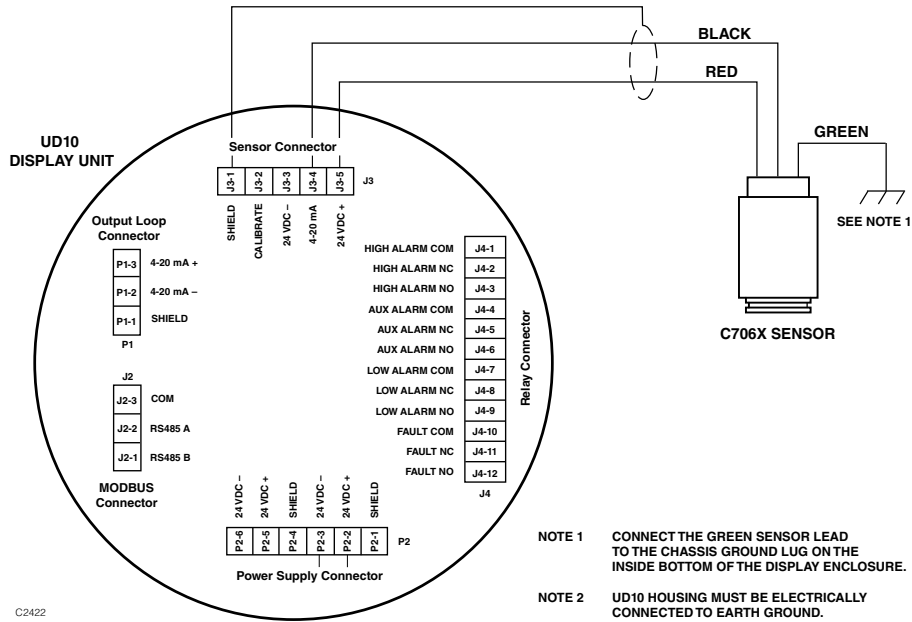 BLACK
RED
GREEN
SEE NOTE 1
C706X SENSOR
UD10
DISPLAY UNIT
Sensor Connector
J3-1
J3-2
J3-3
J3-4
J3-5
J3
SHIELD
CALIBRATE
24 VDC –
4-20 mA
24 VDC +
Output Loop
Connector
P1-3 4-20 mA +
P1-2 4-20 mA –
P1-1 SHIELD
P1
J2
J2-3 COM
J2-2 RS485 A
J2-1 RS485 B
MODBUS
Connector
HIGH ALARM COM J4-1
HIGH ALARM NC J4-2
HIGH ALARM NO J4-3
AUX ALARM COM J4-4
AUX ALARM NC J4-5
AUX ALARM NO J4-6
LOW ALARM COM J4-7
LOW ALARM NC J4-8
LOW ALARM NO J4-9
FAULT COM J4-10
FAULT NC J4-11
FAULT NO J4-12
J4
Relay Connector
24 VDC –
24 VDC +
SHIELD
24 VDC –
24 VDC +
SHIELD
P2-6
P2-5
P2-4
P2-3
P2-2
P2-1
P2
Power Supply Connector
NOTE 1 CONNECT THE GREEN SENSOR LEAD
TO THE CHASSIS GROUND LUG ON THE
INSIDE BOTTOM OF THE DISPLAY ENCLOSURE.
NOTE 2 UD10 HOUSING MUST BE ELECTRICALLY
CONNECTED TO EARTH GROUND.
C2422